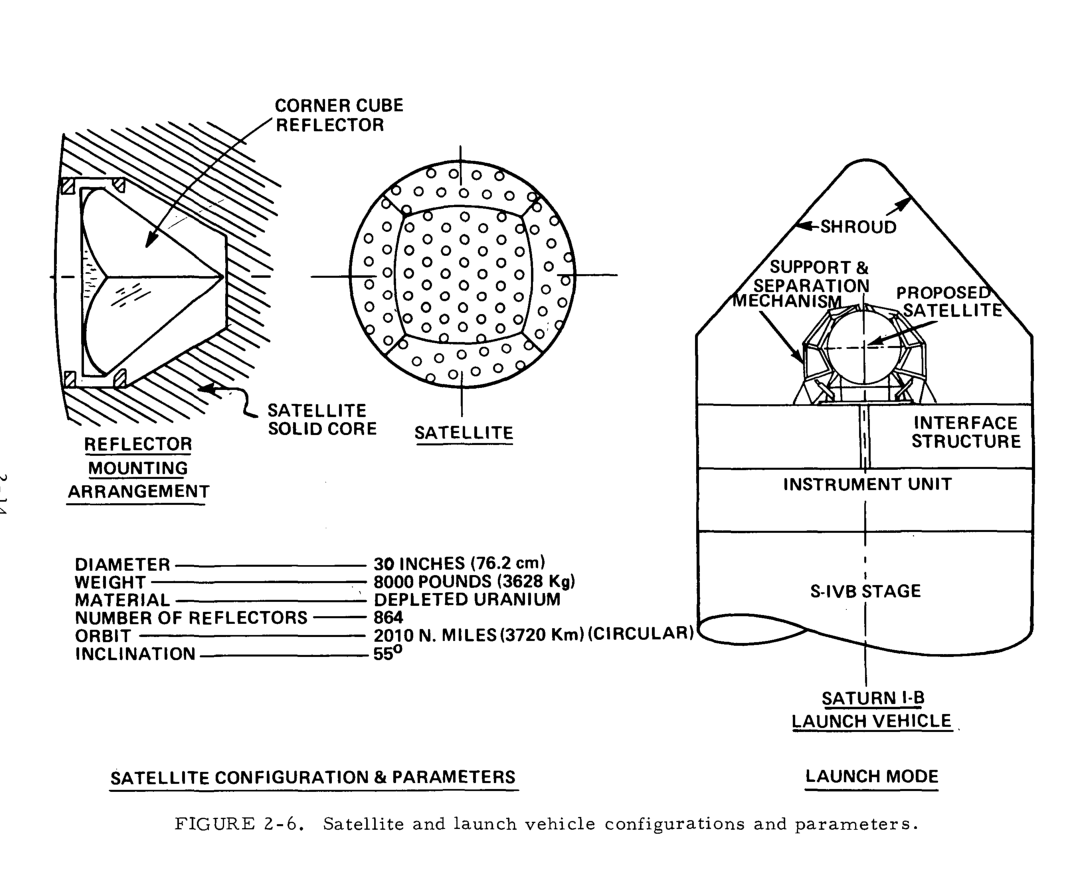 CORNER CUBE
REFLECTOR
SATELLITE
SOLID CORE
REFLECTOR
MOUNTING
ARRANGEMENT
SATELLITE
SHROUD
SUPPORT &
SEPARATION
MECHANISM
PROPOSED
SATELLITE
INTERFACE
STRUCTURE
INSTRUMENT UNIT
S-IVB STAGE
SATURN I-B
LAUNCH VEHICLE
2-14
DIAMETER 30 INCHES (76.2 cm)
WEIGHT 8000 POUNDS (3628 Kg)
MATERIAL DEPLETED URANIUM
NUMBER OF REFLECTORS 864
ORBIT 2010 N. MILES (3720 Km) (CIRCULAR)
INCLINATION 55°
SATELLITE CONFIGURATION & PARAMETERS
LAUNCH MODE
FIGURE 2-6. Satellite and launch vehicle configurations and parameters.